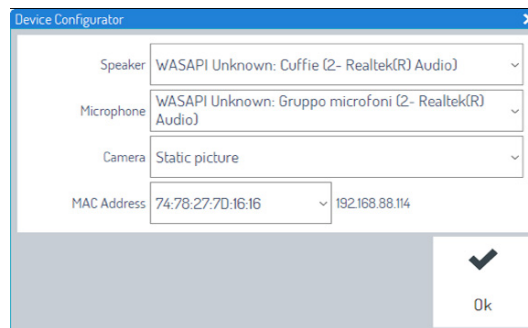 Device Configurator
Speaker WASAPI Unknown: Cuffie (2- Realtek(R) Audio)
Microphone WASAPI Unknown: Gruppo microfoni (2- Realtek(R)
Audio)
Camera Static picture
MAC Address 74:78:27:7D:16:16 192.168.88.114
Ok